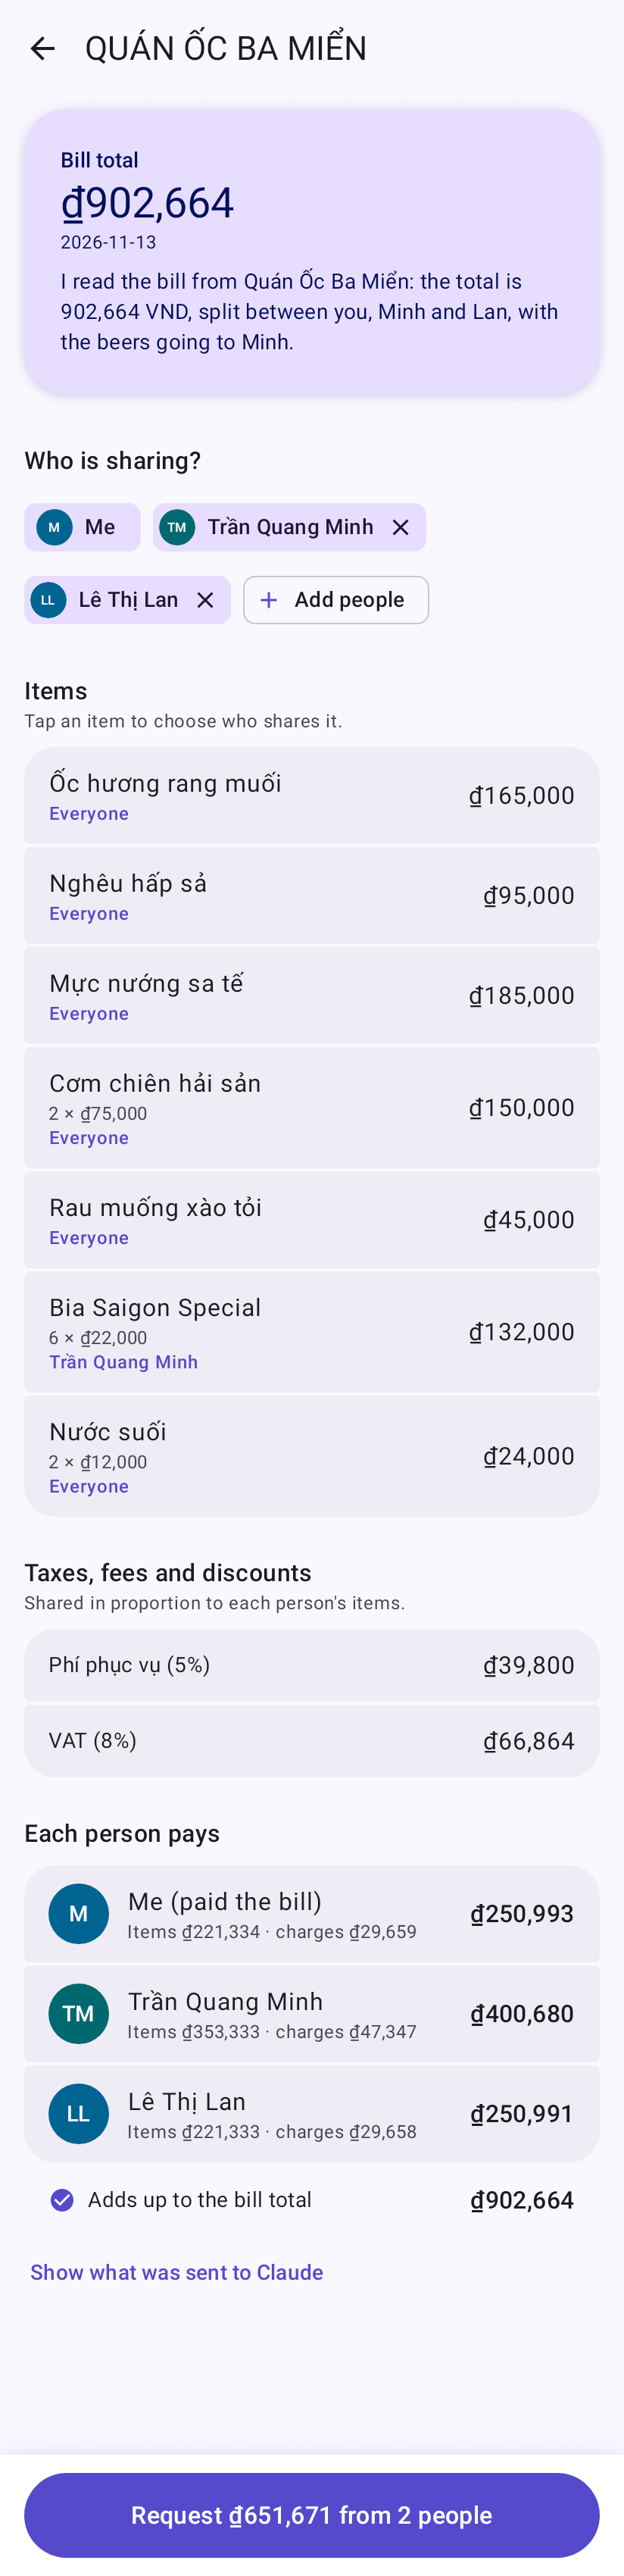 QUÁN ỐC BA MIỂN
Bill total
₫902,664
2026-11-13
I read the bill from Quán Ốc Ba Miển: the total is
902,664 VND, split between you, Minh and Lan, with
the beers going to Minh.
Who is sharing?
M Me
TM Trần Quang Minh
LL Lê Thị Lan
Add people
Items
Tap an item to choose who shares it.
Ốc hương rang muối
₫165,000
Everyone
Nghêu hấp sả
₫95,000
Everyone
Mực nướng sa tế
₫185,000
Everyone
Cơm chiên hải sản
2 × ₫75,000
₫150,000
Everyone
Rau muống xào tỏi
₫45,000
Everyone
Bia Saigon Special
6 × ₫22,000
₫132,000
Trần Quang Minh
Nước suối
2 × ₫12,000
₫24,000
Everyone
Taxes, fees and discounts
Shared in proportion to each person's items.
Phí phục vụ (5%)
₫39,800
VAT (8%)
₫66,864
Each person pays
M
Me (paid the bill)
Items ₫221,334 · charges ₫29,659
₫250,993
TM
Trần Quang Minh
Items ₫353,333 · charges ₫47,347
₫400,680
LL
Lê Thị Lan
Items ₫221,333 · charges ₫29,658
₫250,991
Adds up to the bill total
₫902,664
Show what was sent to Claude
Request ₫651,671 from 2 people